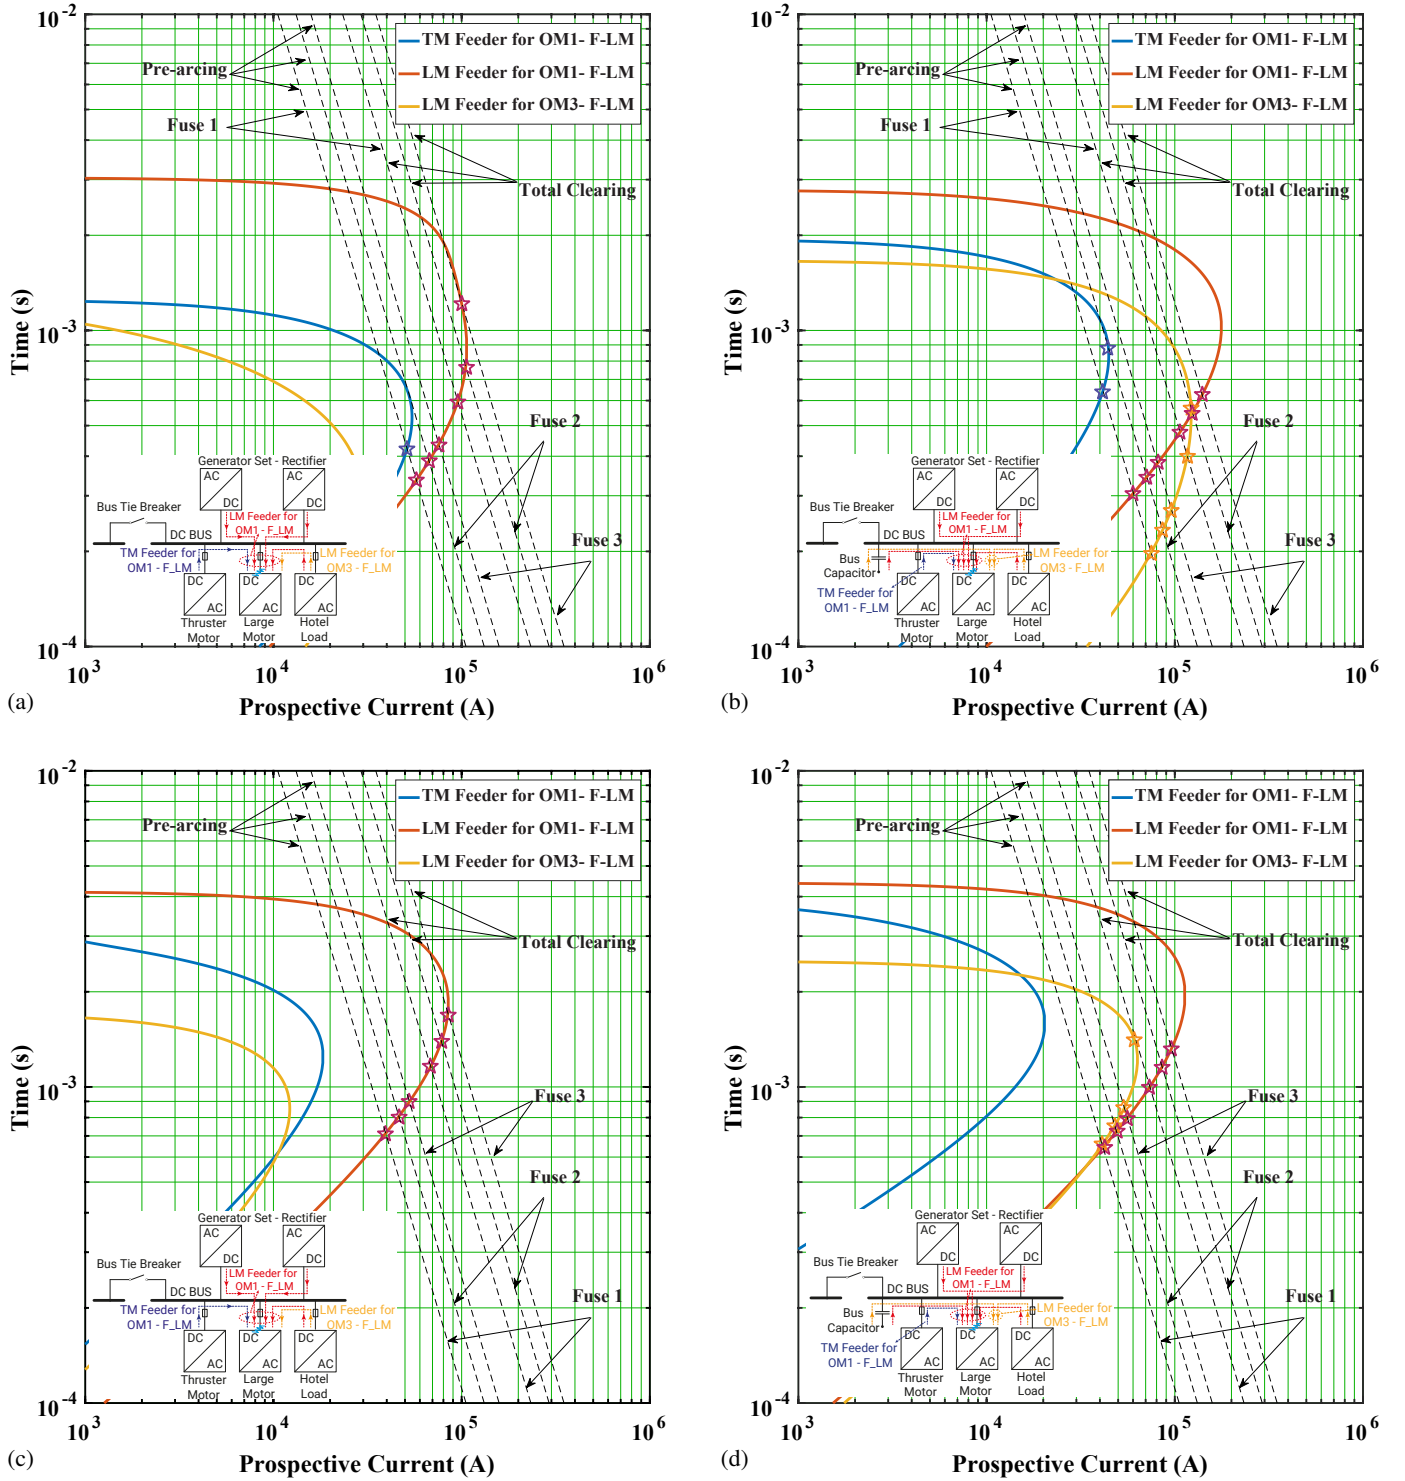 10^-2
TM Feeder for OM1- F-LM
LM Feeder for OM1- F-LM
LM Feeder for OM3- F-LM
Pre-arcing
Fuse 1
Total Clearing
Time (s)
10^-3
Fuse 2
Fuse 3
Generator Set - Rectifier
AC
DC
AC
DC
Bus Tie Breaker
DC BUS
LM Feeder for
OM1 - F_LM
TM Feeder for
OM1 - F_LM
LM Feeder for
OM3 - F_LM
DC
AC
DC
AC
DC
AC
Thruster
Motor
Large
Motor
Hotel
Load
10^-4
10^3
10^4
10^5
10^6
(a)
Prospective Current (A)
10^-2
TM Feeder for OM1- F-LM
LM Feeder for OM1- F-LM
LM Feeder for OM3- F-LM
Pre-arcing
Fuse 1
Total Clearing
Time (s)
10^-3
Fuse 2
Fuse 3
Generator Set - Rectifier
AC
DC
AC
DC
Bus Tie Breaker
DC BUS
LM Feeder for
OM1 - F_LM
Bus
Capacitor
LM Feeder for
OM3 - F_LM
TM Feeder for
OM1 - F_LM
DC
AC
DC
AC
DC
AC
Thruster
Motor
Large
Motor
Hotel
Load
10^-4
10^3
10^4
10^5
10^6
(b)
Prospective Current (A)
10^-2
TM Feeder for OM1- F-LM
LM Feeder for OM1- F-LM
LM Feeder for OM3- F-LM
Pre-arcing
Total Clearing
Time (s)
10^-3
Fuse 3
Fuse 2
Fuse 1
Generator Set - Rectifier
AC
DC
AC
DC
Bus Tie Breaker
DC BUS
LM Feeder for
OM1 - F_LM
TM Feeder for
OM1 - F_LM
LM Feeder for
OM3 - F_LM
DC
AC
DC
AC
DC
AC
Thruster
Motor
Large
Motor
Hotel
Load
10^-4
10^3
10^4
10^5
10^6
(c)
Prospective Current (A)
10^-2
TM Feeder for OM1- F-LM
LM Feeder for OM1- F-LM
LM Feeder for OM3- F-LM
Pre-arcing
Total Clearing
Time (s)
10^-3
Fuse 3
Fuse 2
Fuse 1
Generator Set - Rectifier
AC
DC
AC
DC
Bus Tie Breaker
DC BUS
LM Feeder for
OM1 - F_LM
Bus
Capacitor
LM Feeder for
OM3 - F_LM
TM Feeder for
OM1 - F_LM
DC
AC
DC
AC
DC
AC
Thruster
Motor
Large
Motor
Hotel
Load
10^-4
10^3
10^4
10^5
10^6
(d)
Prospective Current (A)